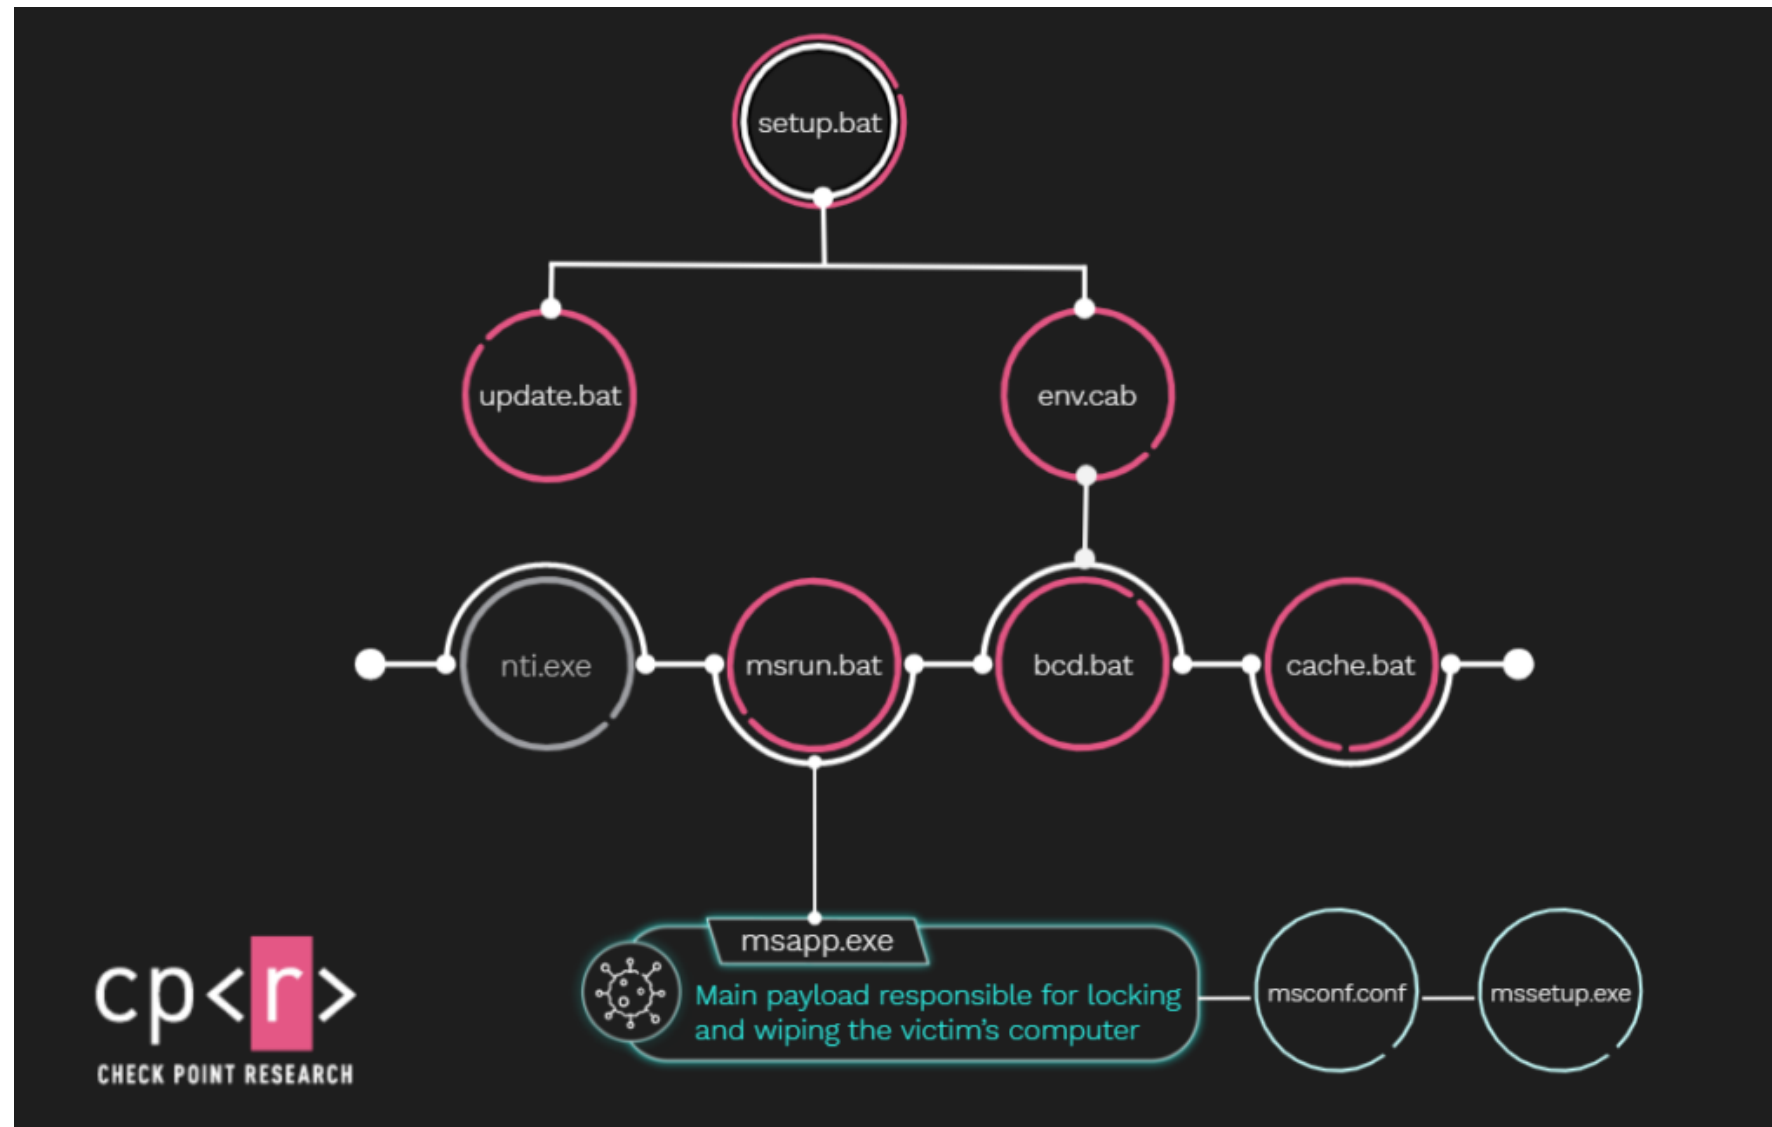 setup.bat
update.bat
env.cab
nti.exe
msrun.bat
bcd.bat
cache.bat
msapp.exe
Main payload responsible for locking
and wiping the victim's computer
msconf.conf
mssetup.exe
cp<r>
CHECK POINT RESEARCH